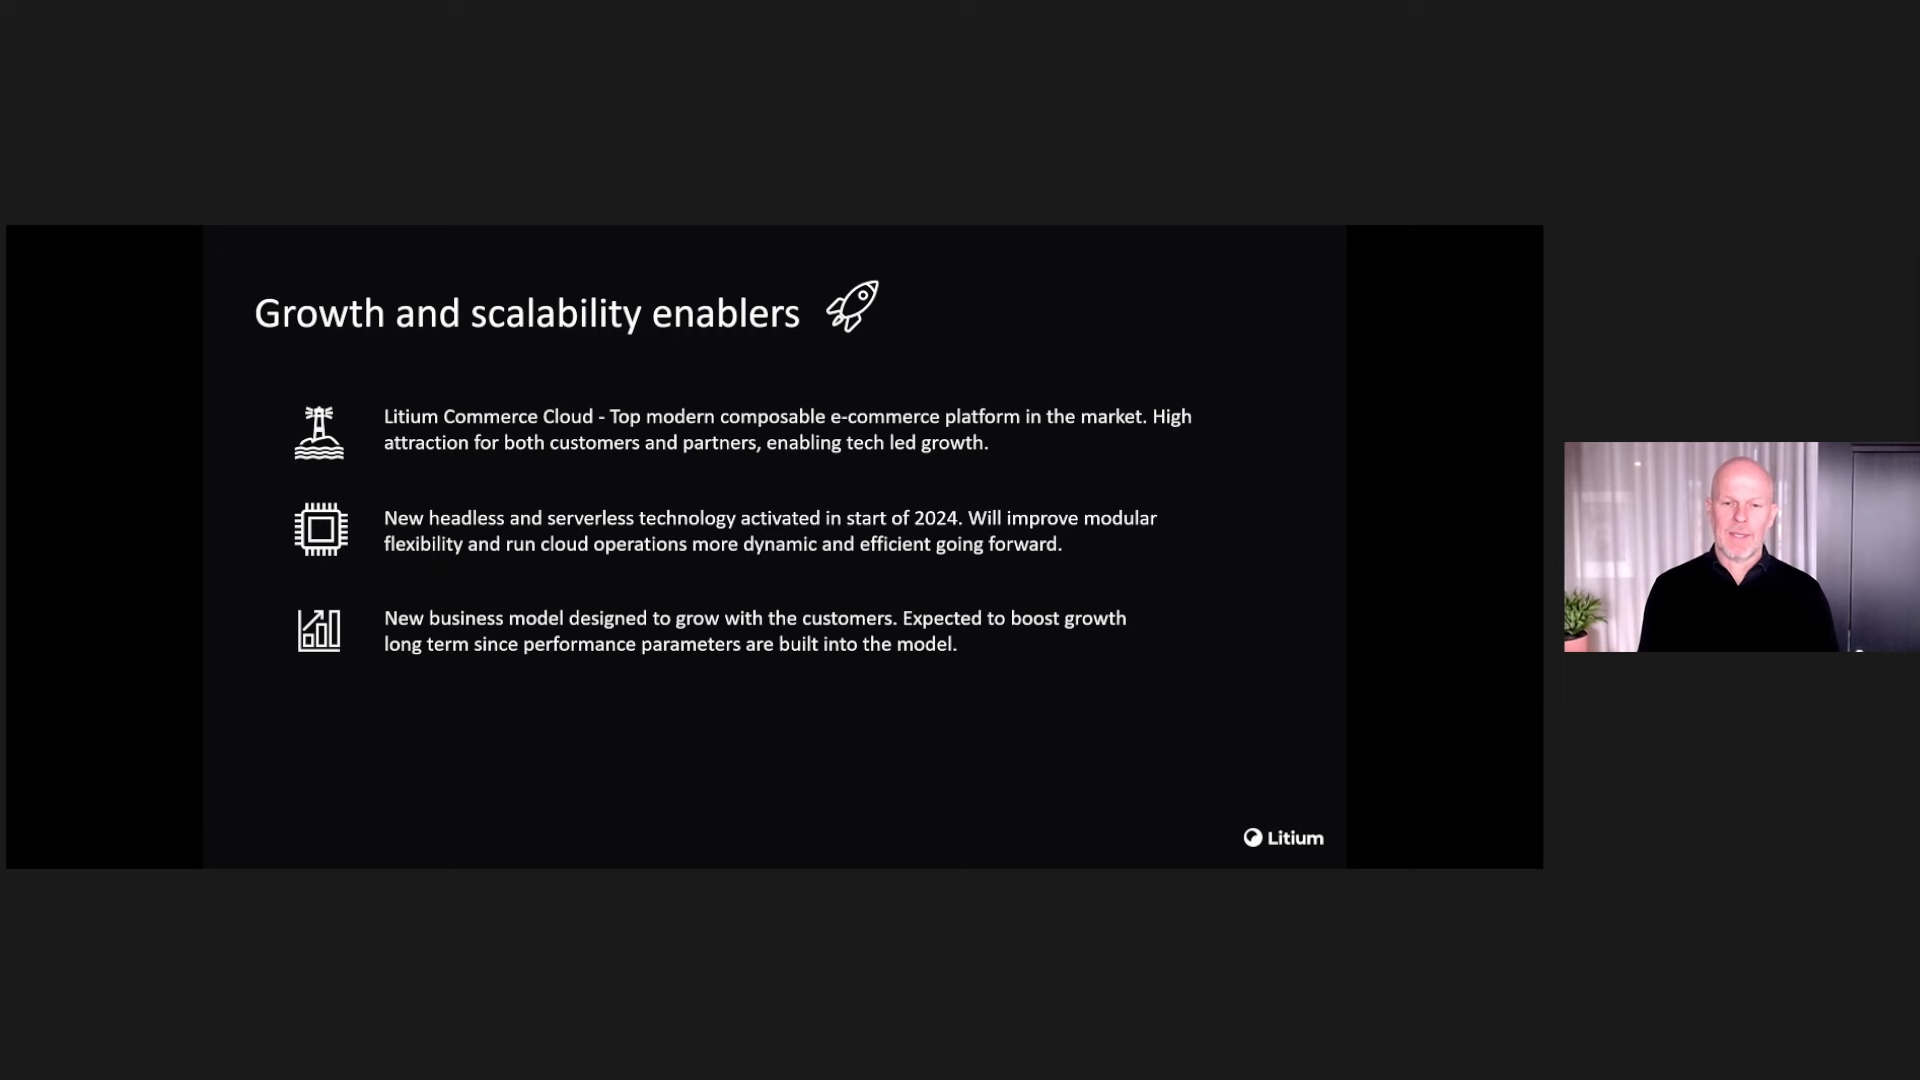 Growth and scalability enablers
Litium Commerce Cloud - Top modern composable e-commerce platform in the market. High
attraction for both customers and partners, enabling tech led growth.
New headless and serverless technology activated in start of 2024. Will improve modular
flexibility and run cloud operations more dynamic and efficient going forward.
New business model designed to grow with the customers. Expected to boost growth
long term since performance parameters are built into the model.
Litium